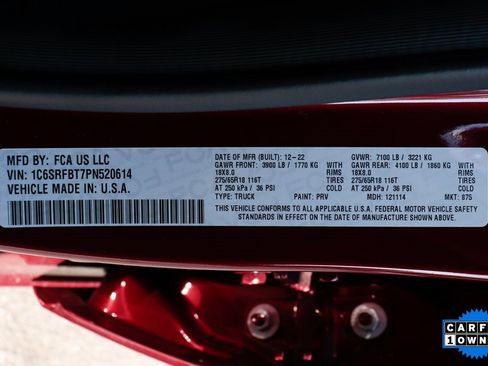 MFD BY: FCA US LLC
VIN: 1C6SRFBT7PN520614
VEHICLE MADE IN: U.S.A.
DATE OF MFR (BUILT): 12-22 GVWR: 7100 LB / 3221 KG
GAWR FRONT: 3900 LB / 1770 KG WITH GAWR REAR: 4100 LB / 1860 KG WITH
18X8.0 RIMS 18X8.0 RIMS
275/65R18 116T TIRES 275/65R18 116T TIRES
AT 250 kPa / 36 PSI AT 250 kPa / 36 PSI
TYPE: TRUCK PAINT: PRV MDH: 121114 MKT: 875
THIS VEHICLE CONFORMS TO ALL APPLICABLE U.S.A. FEDERAL MOTOR VEHICLE SAFETY
STANDARDS IN EFFECT ON THE DATE OF MANUFACTURE SHOWN ABOVE.
CARF
1 OWN